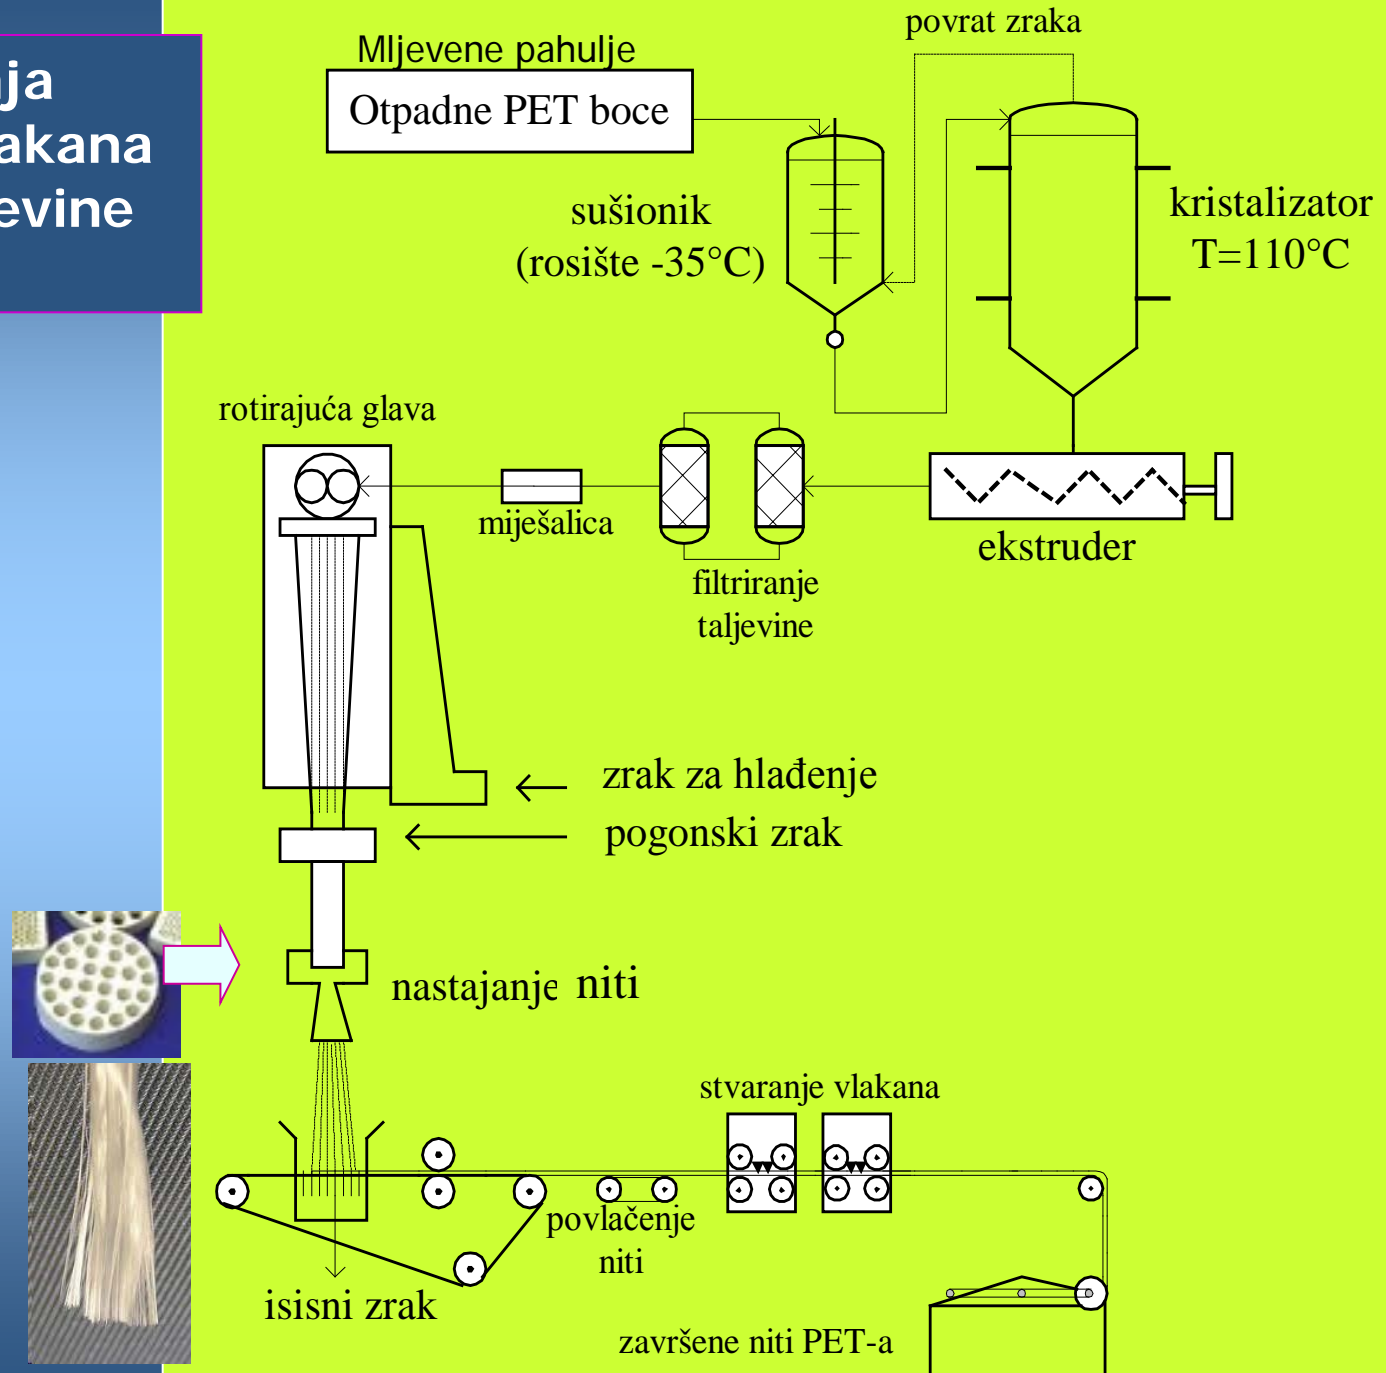 ja
akana
evine
Mljevene pahulje
Otpadne PET boce
povrat zraka
sušionik
(rosište -35°C)
kristalizator
T=110°C
rotirajuća glava
miješalica
filtriranje
taljevine
ekstruder
zrak za hlađenje
pogonski zrak
nastajanje niti
stvaranje vlakana
povlačenje
niti
isisni zrak
završene niti PET-a